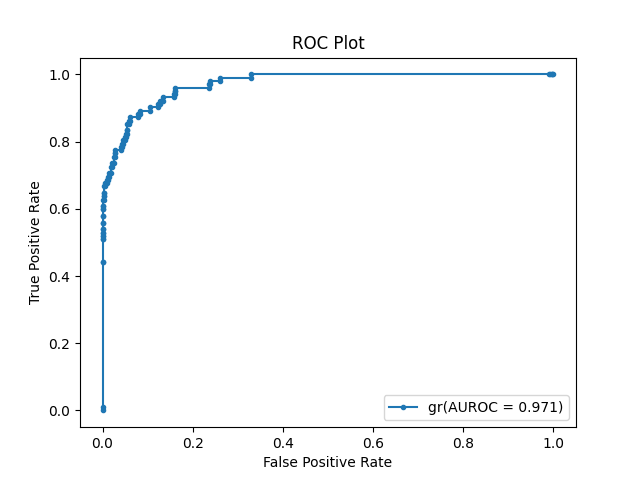 ROC Plot
1.0
0.8
0.6
0.4
0.2
0.0
True Positive Rate
gr(AUROC = 0.971)
0.0 0.2 0.4 0.6 0.8 1.0
False Positive Rate